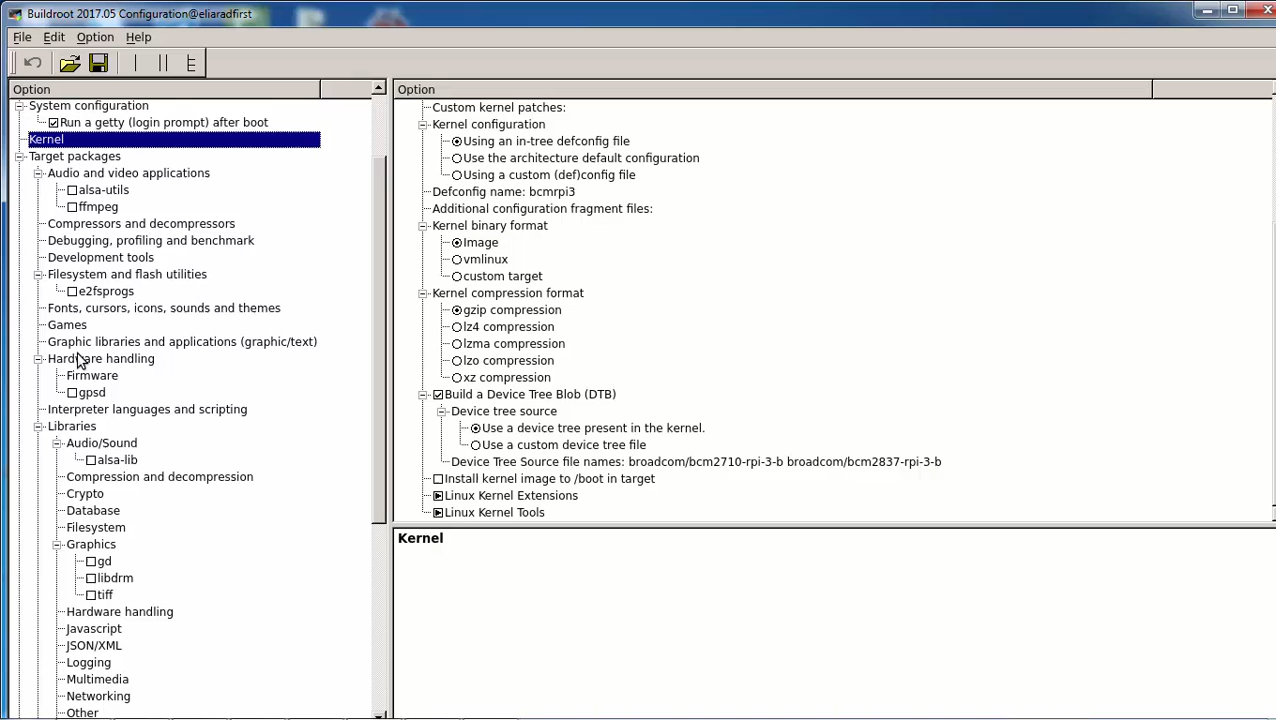 Buildroot 2017.05 Configuration@eliaradfirst
File Edit Option Help
Option
System configuration
Run a getty (login prompt) after boot
Kernel
Target packages
Audio and video applications
alsa-utils
ffmpeg
Compressors and decompressors
Debugging, profiling and benchmark
Development tools
Filesystem and flash utilities
e2fsprogs
Fonts, cursors, icons, sounds and themes
Games
Graphic libraries and applications (graphic/text)
Hardware handling
Firmware
gpsd
Interpreter languages and scripting
Libraries
Audio/Sound
alsa-lib
Compression and decompression
Crypto
Database
Filesystem
Graphics
gd
libdrm
tiff
Hardware handling
Javascript
JSON/XML
Logging
Multimedia
Networking
Other
Option
Custom kernel patches:
Kernel configuration
Using an in-tree defconfig file
Use the architecture default configuration
Using a custom (def)config file
Defconfig name: bcmrpi3
Additional configuration fragment files:
Kernel binary format
Image
vmlinux
custom target
Kernel compression format
gzip compression
lz4 compression
lzma compression
lzo compression
xz compression
Build a Device Tree Blob (DTB)
Device tree source
Use a device tree present in the kernel.
Use a custom device tree file
Device Tree Source file names: broadcom/bcm2710-rpi-3-b broadcom/bcm2837-rpi-3-b
Install kernel image to /boot in target
Linux Kernel Extensions
Linux Kernel Tools
Kernel